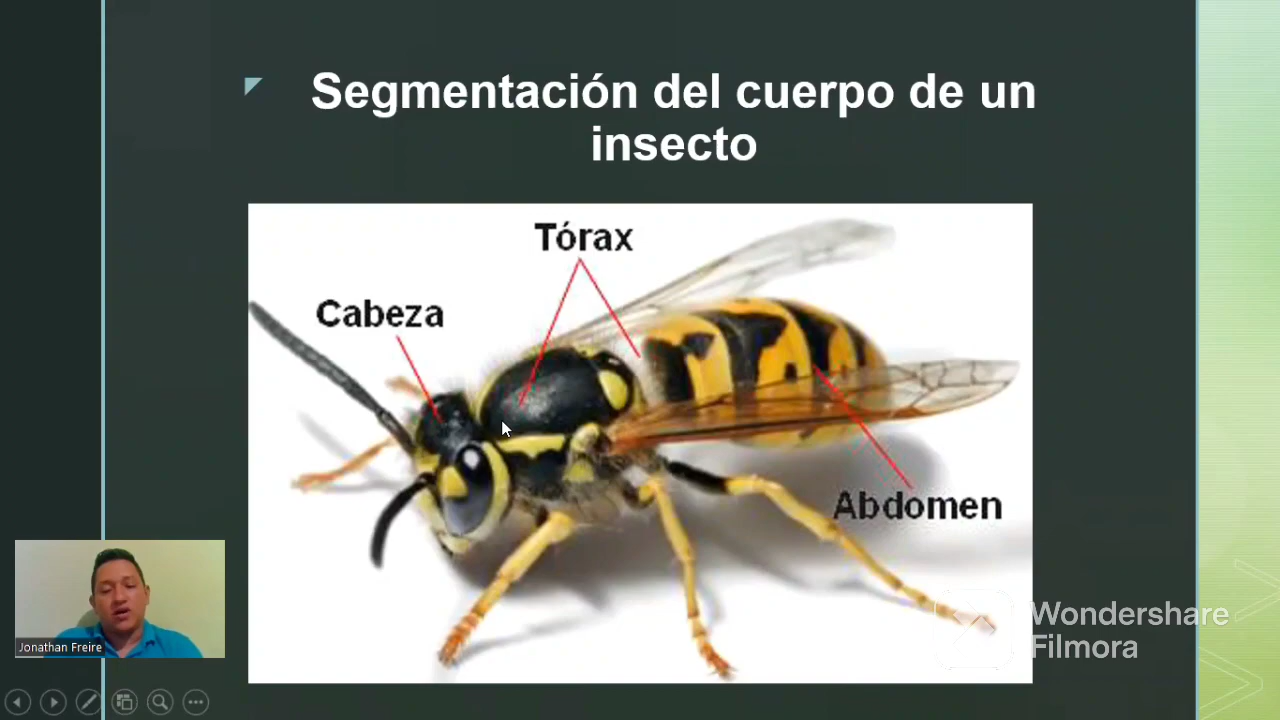 Segmentación del cuerpo de un
insecto
Tórax
Cabeza
Abdomen
Wondershare
Filmora
Jonathan Freire